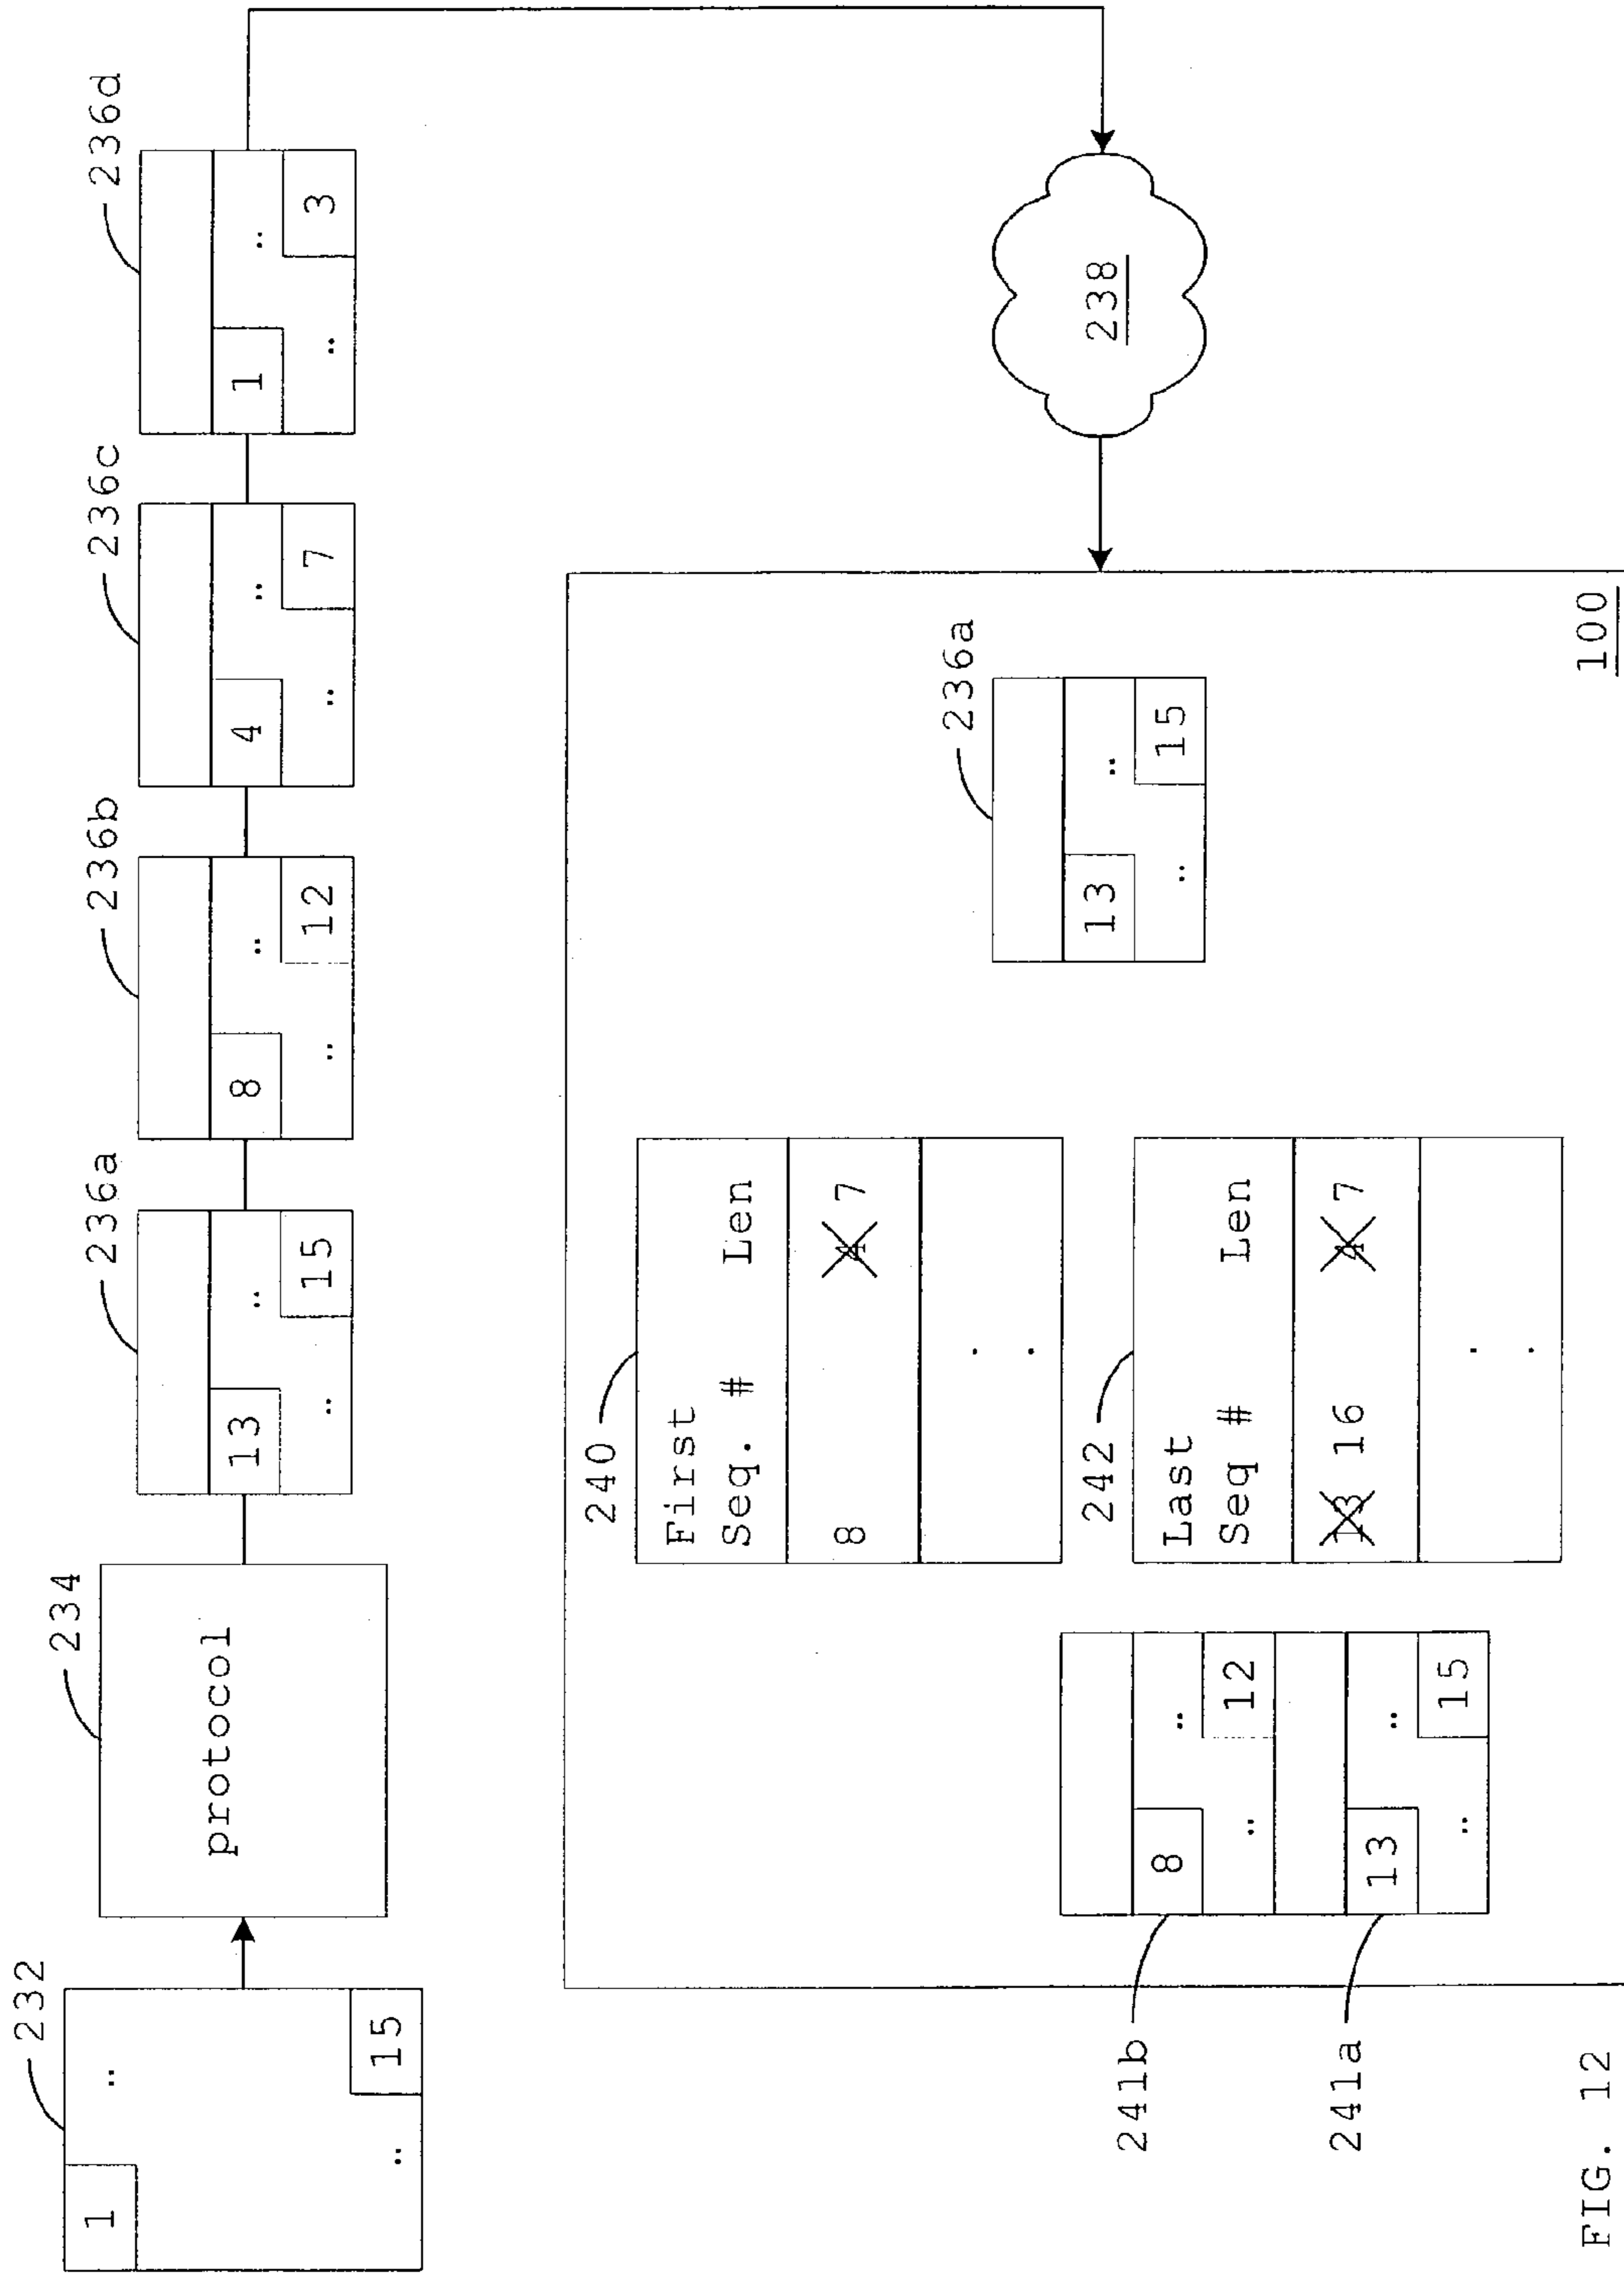 232
1 ..
.. 15
234
protocol
236a
13 ..
.. 15
236b
8 ..
.. 12
236c
4 ..
.. 7
236d
1 ..
.. 3
238
100
241b
8 ..
.. 12
241a
13 ..
.. 15
240
First
Seq. # Len
8 4 7
.
.
242
Last
Seq # Len
13 16 4 7
.
.
236a
13 ..
.. 15
FIG. 12